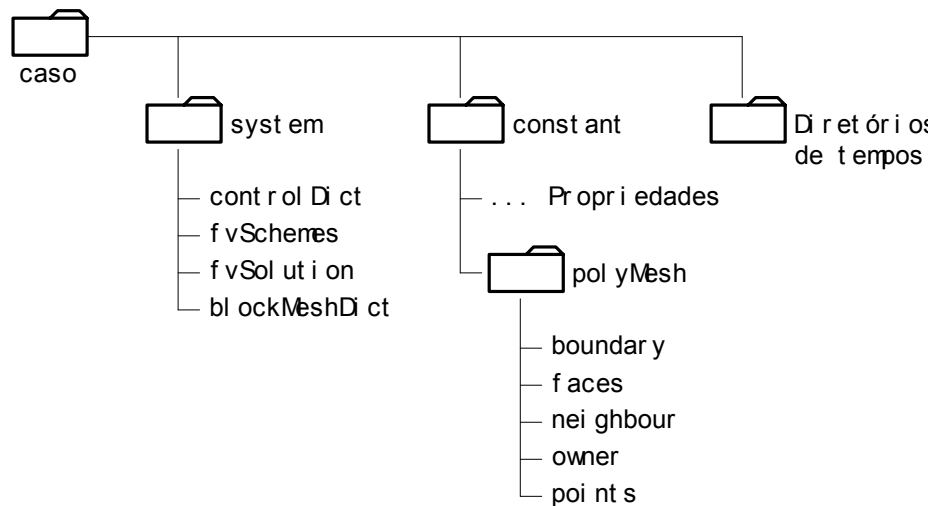 caso
system
constant
Diretórios
de tempos
controlDict
fvSchemes
fvSolution
blockMeshDict
... Propriedades
polyMesh
boundary
faces
neighbour
owner
points